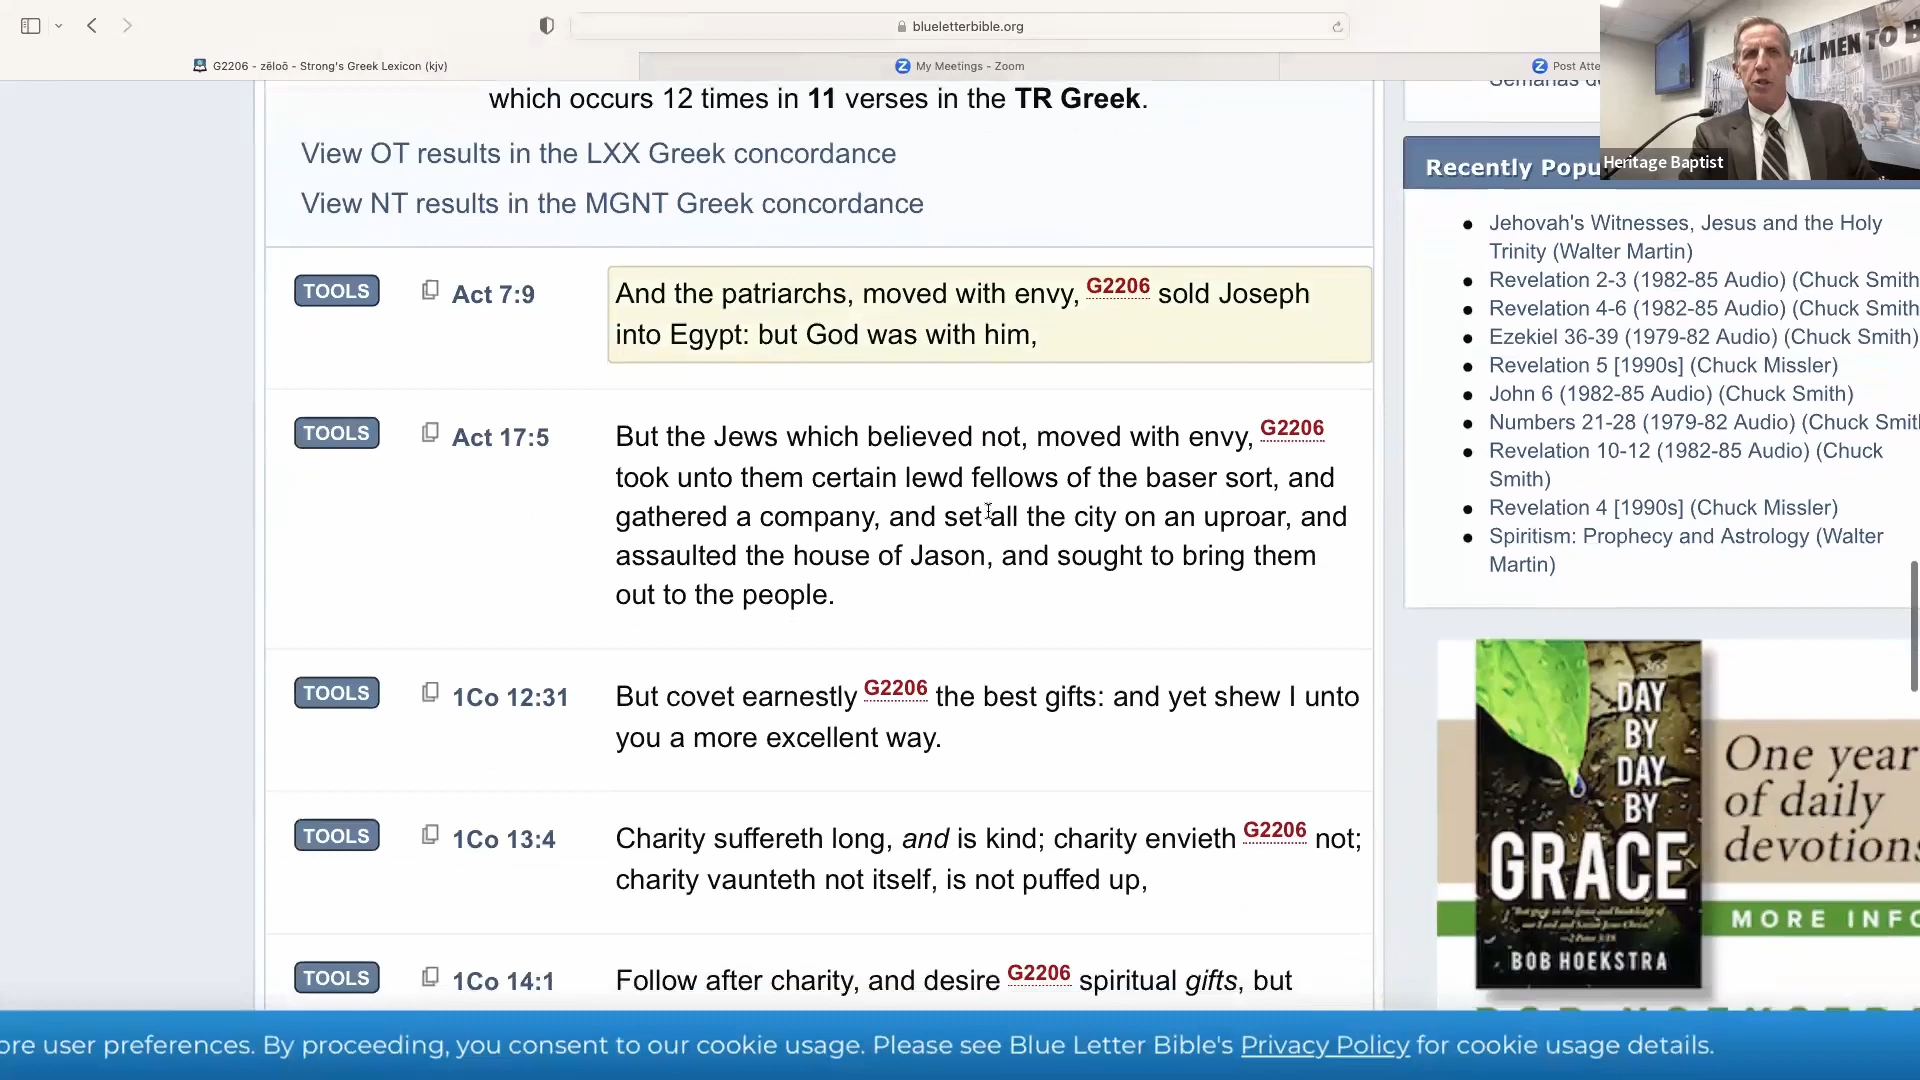 blueletterbible.org
G2206 - zēloō - Strong's Greek Lexicon (kjv)
My Meetings - Zoom
Post Atte
ALL MEN TO B
Heritage Baptist
which occurs 12 times in 11 verses in the TR Greek.
View OT results in the LXX Greek concordance
View NT results in the MGNT Greek concordance
TOOLS
Act 7:9
And the patriarchs, moved with envy, G2206 sold Joseph
into Egypt: but God was with him,
TOOLS
Act 17:5
But the Jews which believed not, moved with envy, G2206
took unto them certain lewd fellows of the baser sort, and
gathered a company, and set all the city on an uproar, and
assaulted the house of Jason, and sought to bring them
out to the people.
TOOLS
1Co 12:31
But covet earnestly G2206 the best gifts: and yet shew I unto
you a more excellent way.
TOOLS
1Co 13:4
Charity suffereth long, and is kind; charity envieth G2206 not;
charity vaunteth not itself, is not puffed up,
TOOLS
1Co 14:1
Follow after charity, and desire G2206 spiritual gifts, but
Recently Popu
Jehovah's Witnesses, Jesus and the Holy
Trinity (Walter Martin)
Revelation 2-3 (1982-85 Audio) (Chuck Smith
Revelation 4-6 (1982-85 Audio) (Chuck Smith
Ezekiel 36-39 (1979-82 Audio) (Chuck Smith)
Revelation 5 [1990s] (Chuck Missler)
John 6 (1982-85 Audio) (Chuck Smith)
Numbers 21-28 (1979-82 Audio) (Chuck Smit
Revelation 10-12 (1982-85 Audio) (Chuck
Smith)
Revelation 4 [1990s] (Chuck Missler)
Spiritism: Prophecy and Astrology (Walter
Martin)
365
DAY
BY
DAY
BY
GRACE
BOB HOEKSTRA
One year
of daily
devotions
MORE INFO
ore user preferences. By proceeding, you consent to our cookie usage. Please see Blue Letter Bible's Privacy Policy for cookie usage details.